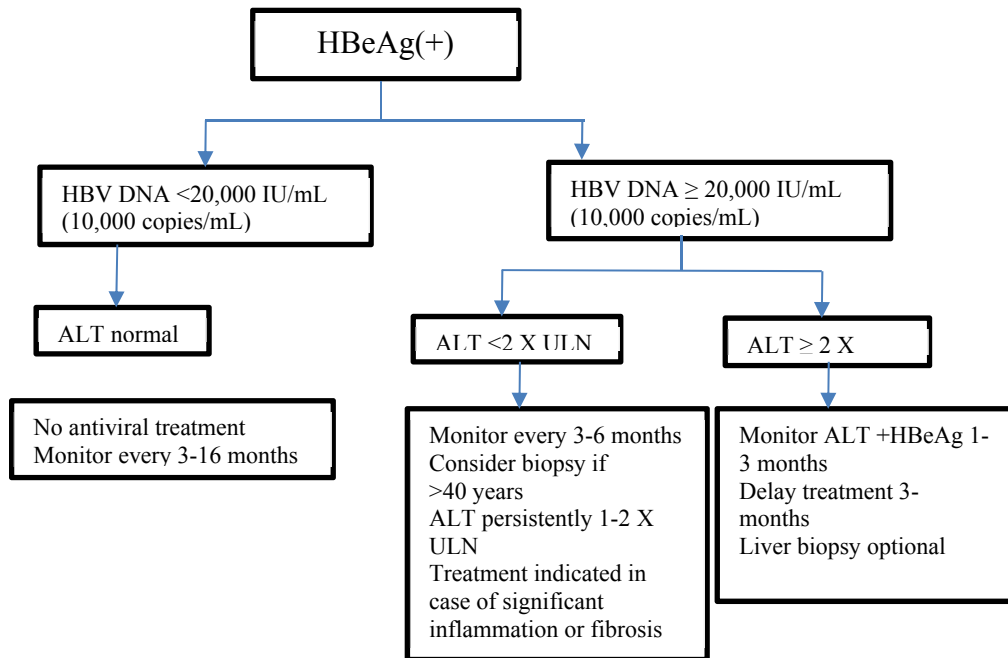 HBeAg(+)
HBV DNA <20,000 IU/mL
(10,000 copies/mL)
HBV DNA ≥ 20,000 IU/mL
(10,000 copies/mL)
ALT normal
ALT <2 X ULN
ALT ≥ 2 X
No antiviral treatment
Monitor every 3-16 months
Monitor every 3-6 months
Consider biopsy if
>40 years
ALT persistently 1-2 X
ULN
Treatment indicated in
case of significant
inflammation or fibrosis
Monitor ALT +HBeAg 1-
3 months
Delay treatment 3-
months
Liver biopsy optional